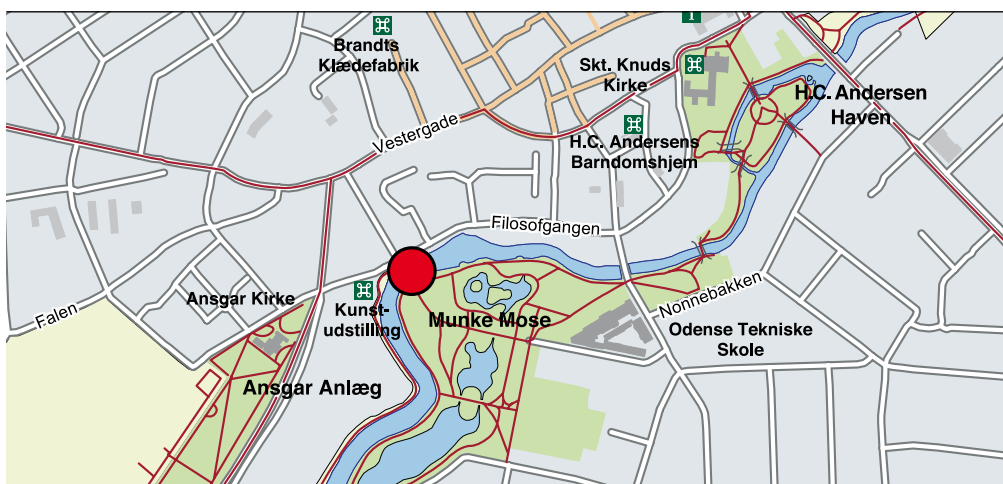 Brandts
Klædefabrik
Skt. Knuds
Kirke
H.C. Andersen
Haven
Vestergade
H.C. Andersens
Barndomshjem
Filosofgangen
Ansgar Kirke
Falen
Kunst-
udstilling
Munke Mose
Nonnebakken
Odense Tekniske
Skole
Ansgar Anlæg